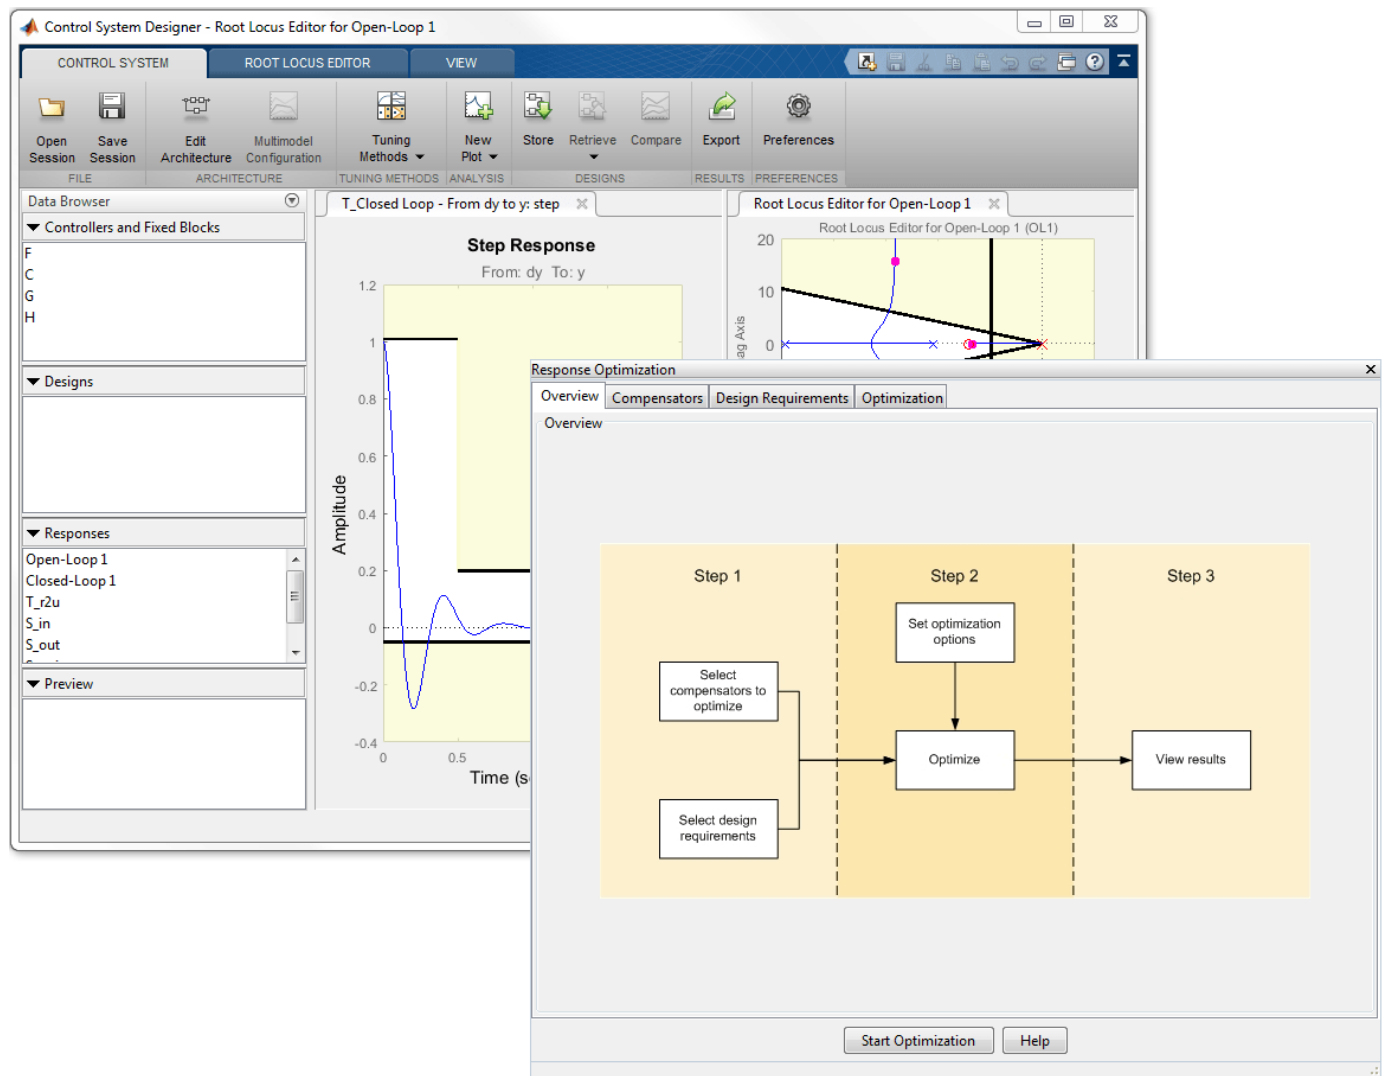 Control System Designer - Root Locus Editor for Open-Loop 1
CONTROL SYSTEM
ROOT LOCUS EDITOR
VIEW
Open
Session
Save
Session
Edit
Architecture
Multimodel
Configuration
Tuning
Methods
New
Plot
Store
Retrieve
Compare
Export
Preferences
FILE
ARCHITECTURE
TUNING METHODS
ANALYSIS
DESIGNS
RESULTS
PREFERENCES
Data Browser
Controllers and Fixed Blocks
F
C
G
H
Designs
Responses
Open-Loop 1
Closed-Loop 1
T_r2u
S_in
S_out
Preview
T_Closed Loop - From dy to y: step
Step Response
From: dy To: y
1.2
1
0.8
0.6
0.4
0.2
0
-0.2
-0.4
Amplitude
0
0.5
Time (s
Root Locus Editor for Open-Loop 1
Root Locus Editor for Open-Loop 1 (OL1)
20
10
0
ag Axis
Response Optimization
Overview
Compensators
Design Requirements
Optimization
Overview
Step 1
Step 2
Step 3
Set optimization
options
Select
compensators to
optimize
Optimize
View results
Select design
requirements
Start Optimization
Help